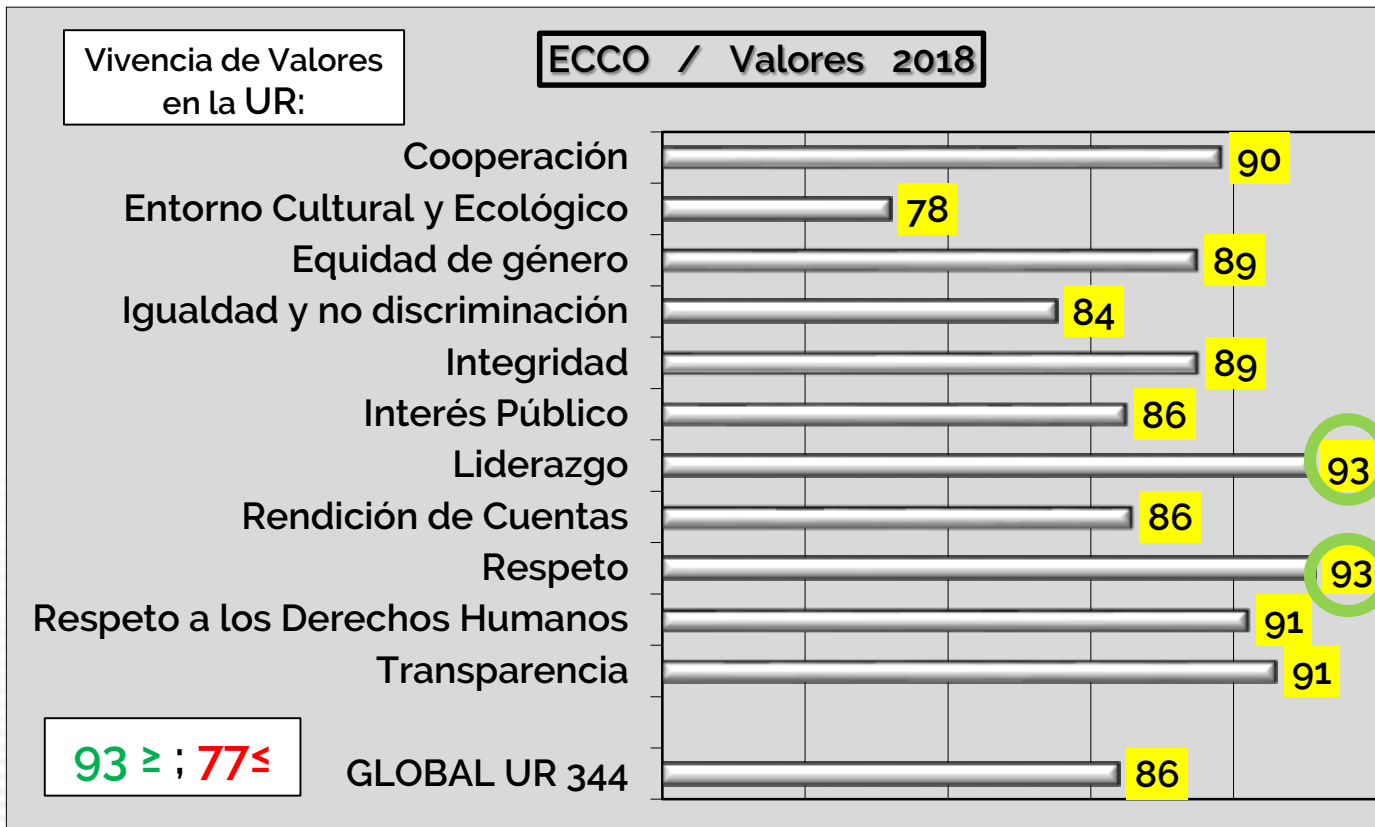 Vivencia de Valores
en la UR:
ECCO / Valores 2018
Cooperación 90
Entorno Cultural y Ecológico 78
Equidad de género 89
Igualdad y no discriminación 84
Integridad 89
Interés Público 86
Liderazgo 93
Rendición de Cuentas 86
Respeto 93
Respeto a los Derechos Humanos 91
Transparencia 91
93 ≥ ; 77≤
GLOBAL UR 344 86